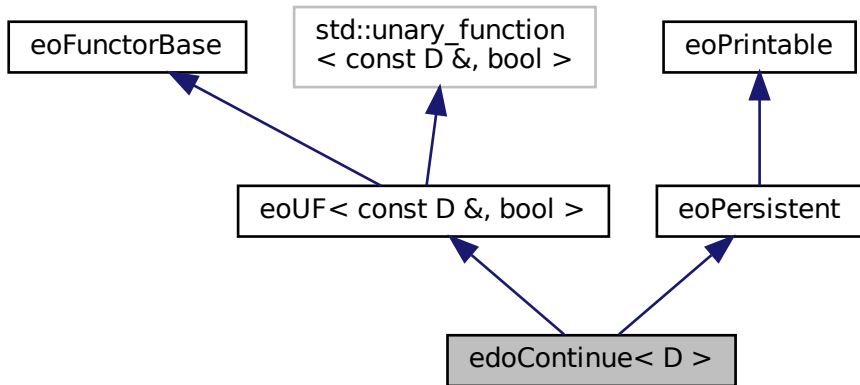 eoFunctorBase
std::unary_function
< const D &, bool >
eoPrintable
eoUF< const D &, bool >
eoPersistent
edoContinue< D >